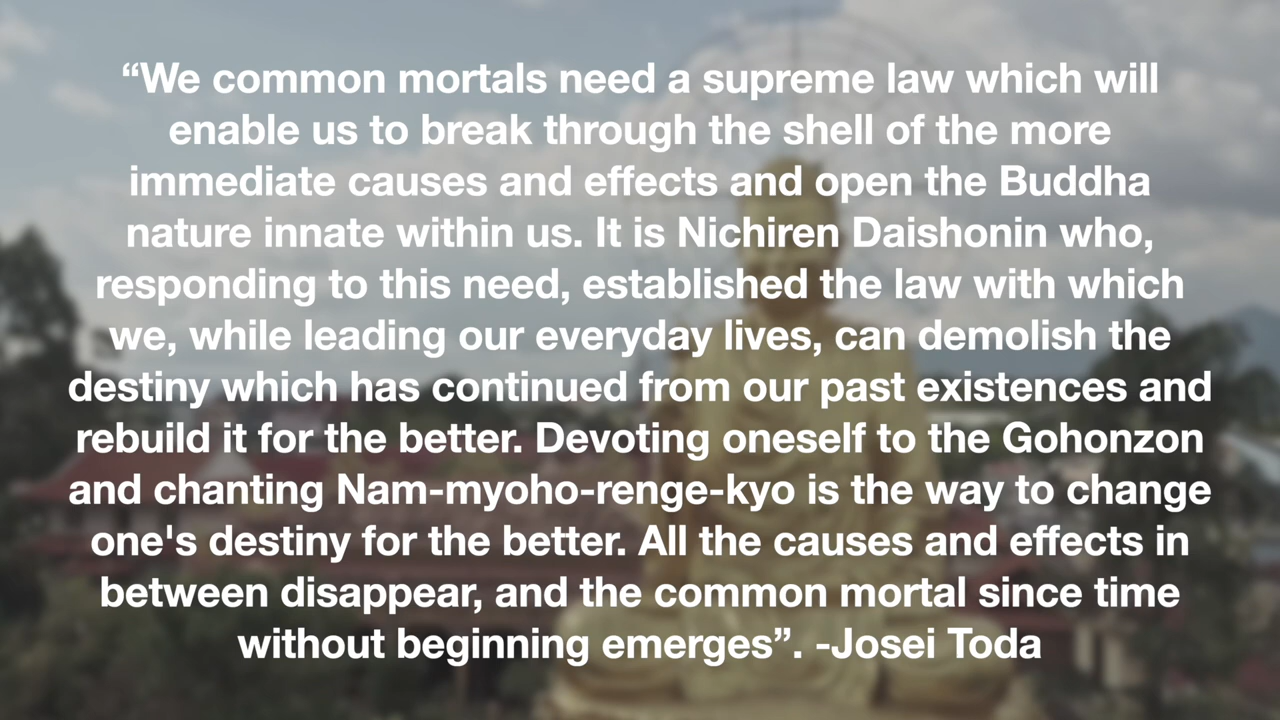 “We common mortals need a supreme law which will
enable us to break through the shell of the more
immediate causes and effects and open the Buddha
nature innate within us. It is Nichiren Daishonin who,
responding to this need, established the law with which
we, while leading our everyday lives, can demolish the
destiny which has continued from our past existences and
rebuild it for the better. Devoting oneself to the Gohonzon
and chanting Nam-myoho-renge-kyo is the way to change
one's destiny for the better. All the causes and effects in
between disappear, and the common mortal since time
without beginning emerges”. -Josei Toda